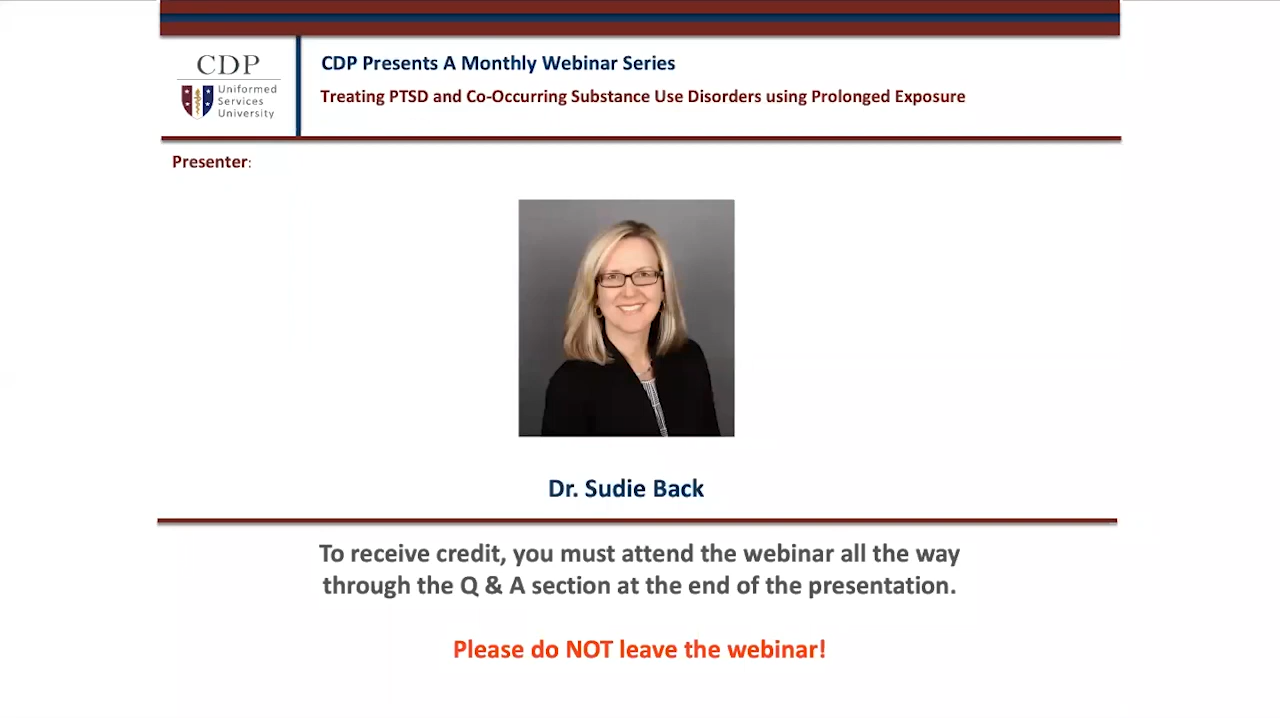 CDP
Uniformed
Services
University
CDP Presents A Monthly Webinar Series
Treating PTSD and Co-Occurring Substance Use Disorders using Prolonged Exposure
Presenter:
Dr. Sudie Back
To receive credit, you must attend the webinar all the way
through the Q & A section at the end of the presentation.
Please do NOT leave the webinar!